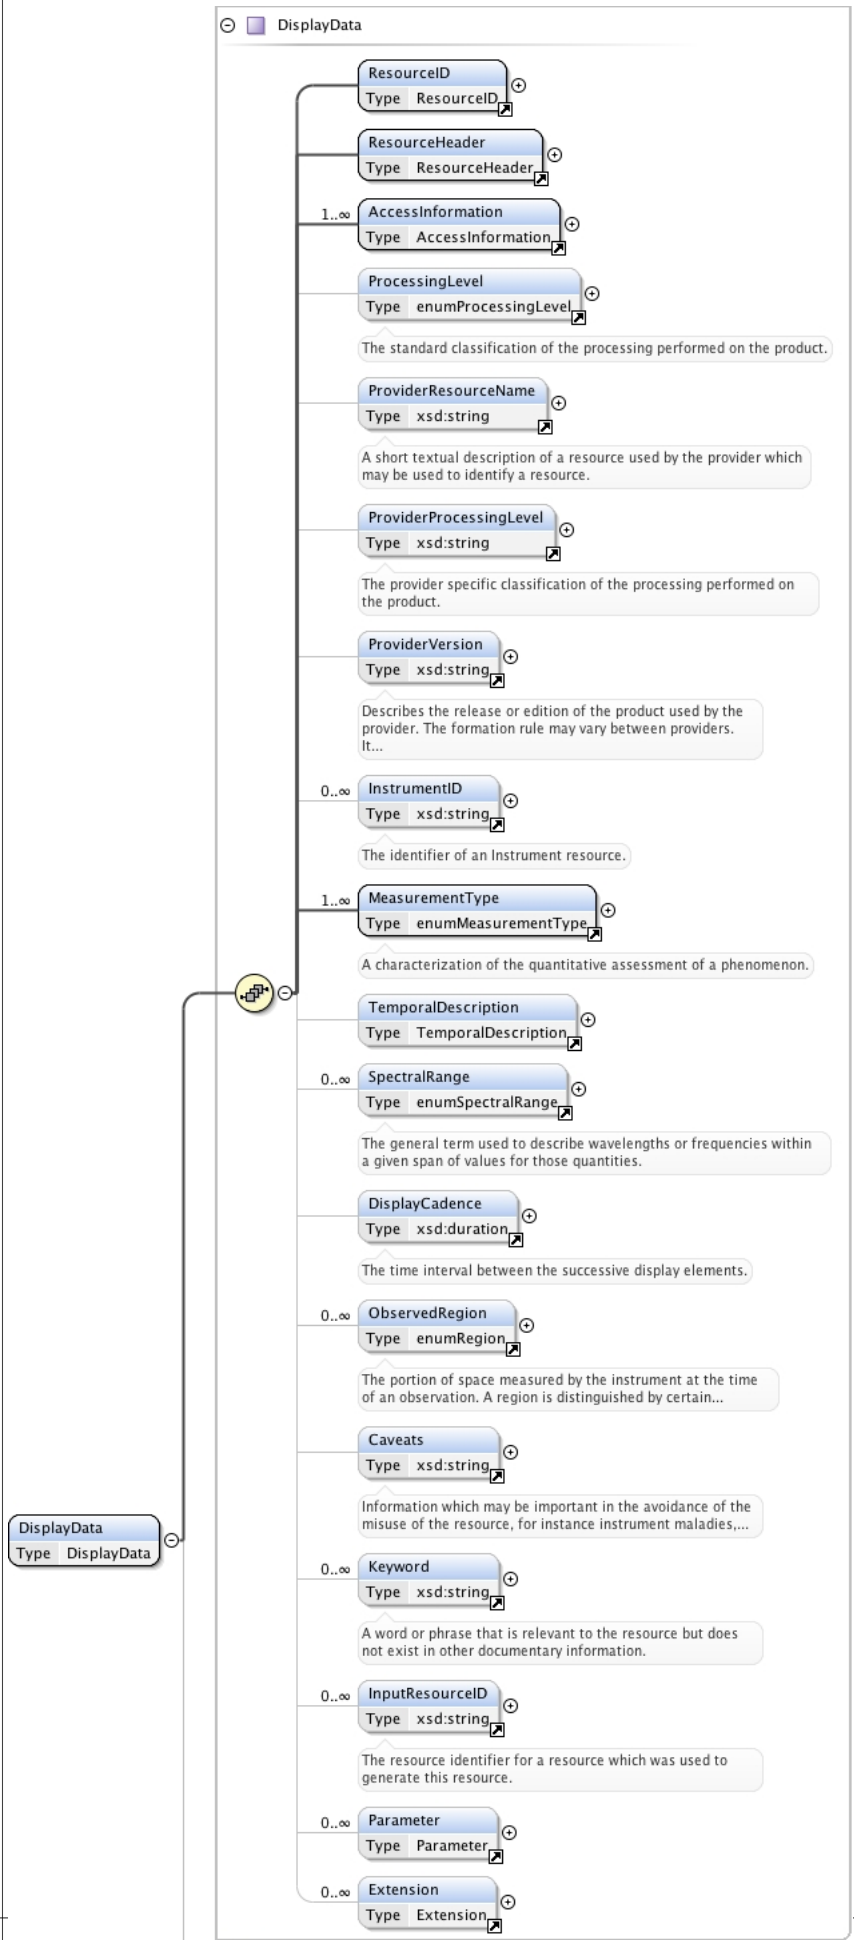 DisplayData
ResourceID
Type ResourceID
ResourceHeader
Type ResourceHeader
1..∞ AccessInformation
Type AccessInformation
ProcessingLevel
Type enumProcessingLevel
The standard classification of the processing performed on the product.
ProviderResourceName
Type xsd:string
A short textual description of a resource used by the provider which
may be used to identify a resource.
ProviderProcessingLevel
Type xsd:string
The provider specific classification of the processing performed on
the product.
ProviderVersion
Type xsd:string
Describes the release or edition of the product used by the
provider. The formation rule may vary between providers.
It...
0..∞ InstrumentID
Type xsd:string
The identifier of an Instrument resource.
1..∞ MeasurementType
Type enumMeasurementType
A characterization of the quantitative assessment of a phenomenon.
TemporalDescription
Type TemporalDescription
0..∞ SpectralRange
Type enumSpectralRange
The general term used to describe wavelengths or frequencies within
a given span of values for those quantities.
DisplayCadence
Type xsd:duration
The time interval between the successive display elements.
0..∞ ObservedRegion
Type enumRegion
The portion of space measured by the instrument at the time
of an observation. A region is distinguished by certain...
Caveats
Type xsd:string
Information which may be important in the avoidance of the
misuse of the resource, for instance instrument maladies,...
DisplayData
Type DisplayData
0..∞ Keyword
Type xsd:string
A word or phrase that is relevant to the resource but does
not exist in other documentary information.
0..∞ InputResourceID
Type xsd:string
The resource identifier for a resource which was used to
generate this resource.
0..∞ Parameter
Type Parameter
0..∞ Extension
Type Extension